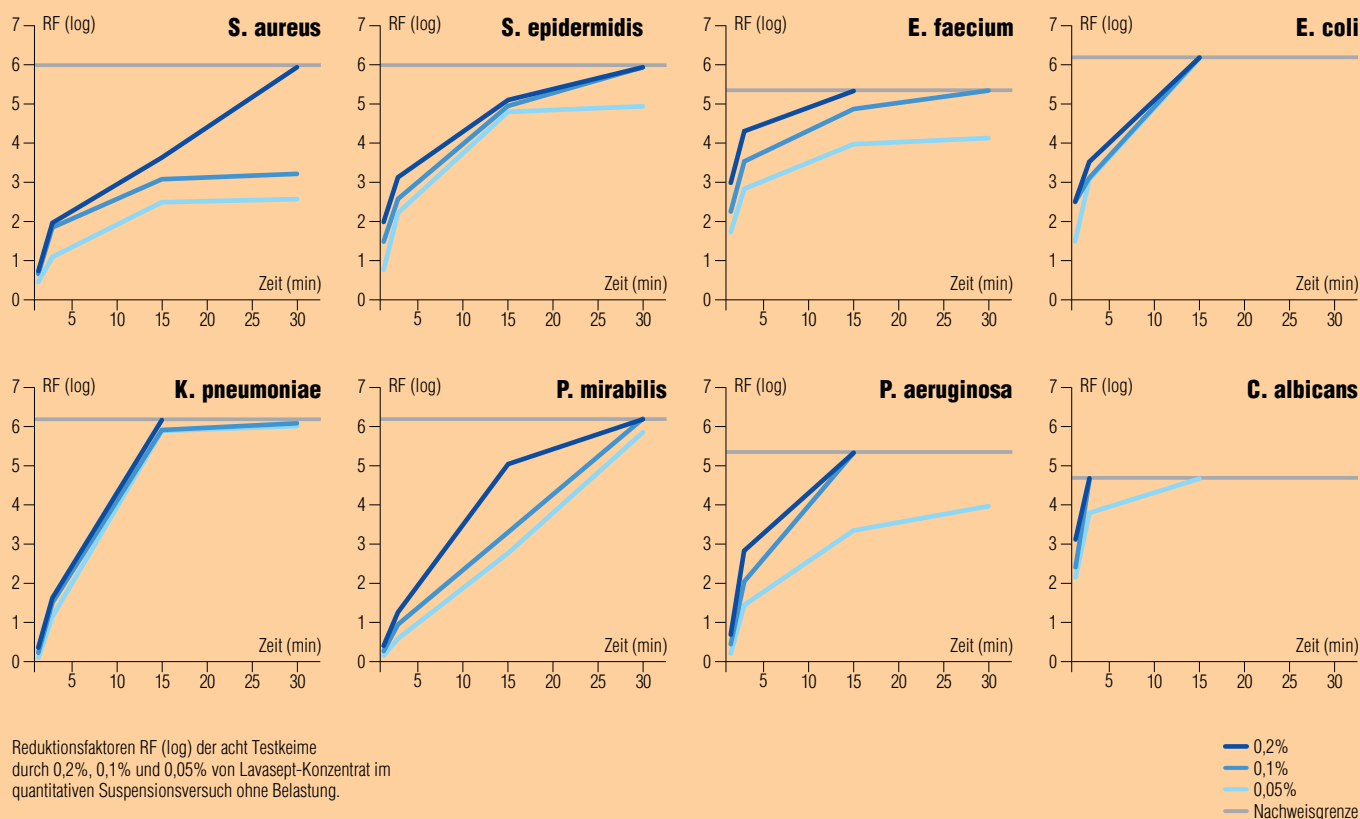 7 RF (log) S. aureus
6
5
4
3
2
1
0
Zeit (min)
5 10 15 20 25 30
7 RF (log) S. epidermidis
6
5
4
3
2
1
0
Zeit (min)
5 10 15 20 25 30
7 RF (log) E. faecium
6
5
4
3
2
1
0
Zeit (min)
5 10 15 20 25 30
7 RF (log) E. coli
6
5
4
3
2
1
0
Zeit (min)
5 10 15 20 25 30
7 RF (log) K. pneumoniae
6
5
4
3
2
1
0
Zeit (min)
5 10 15 20 25 30
7 RF (log) P. mirabilis
6
5
4
3
2
1
0
Zeit (min)
5 10 15 20 25 30
7 RF (log) P. aeruginosa
6
5
4
3
2
1
0
Zeit (min)
5 10 15 20 25 30
7 RF (log) C. albicans
6
5
4
3
2
1
0
Zeit (min)
5 10 15 20 25 30
Reduktionsfaktoren RF (log) der acht Testkeime
durch 0,2%, 0,1% und 0,05% von Lavasept-Konzentrat im
quantitativen Suspensionsversuch ohne Belastung.
0,2%
0,1%
0,05%
Nachweisgrenze